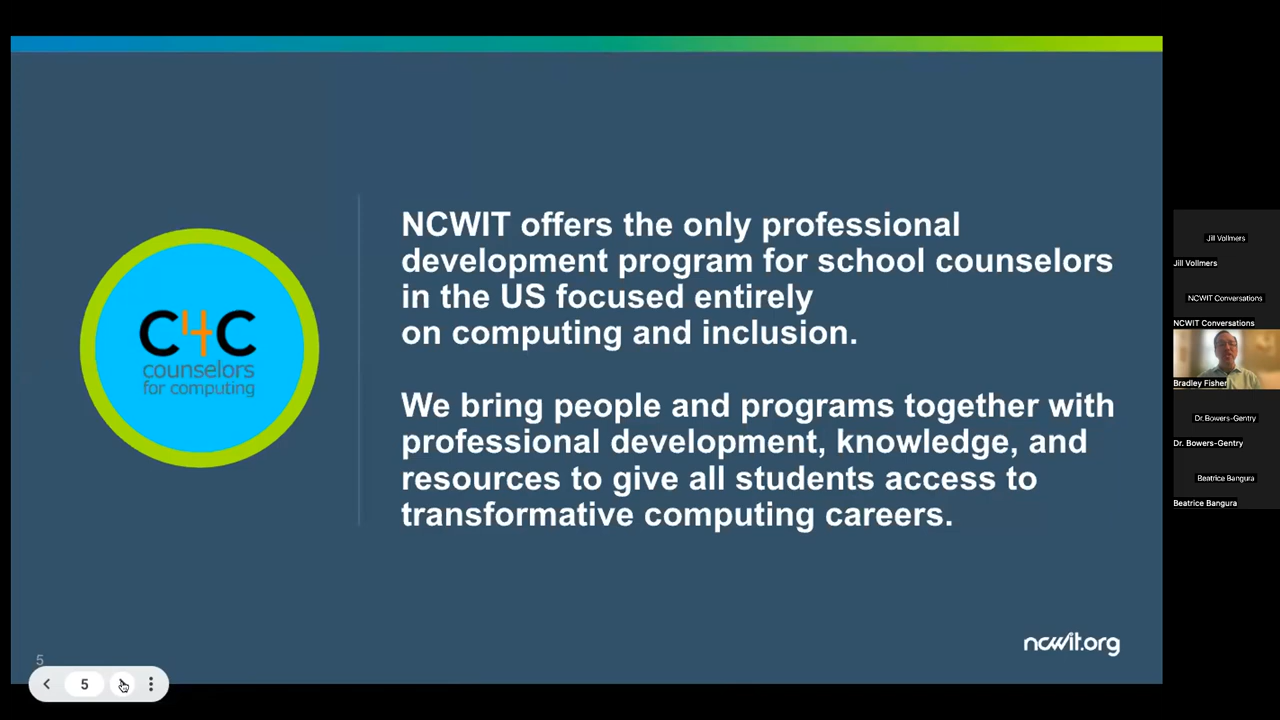 NCWIT offers the only professional
development program for school counselors
in the US focused entirely
on computing and inclusion.
We bring people and programs together with
professional development, knowledge, and
resources to give all students access to
transformative computing careers.
C4C
counselors
for computing
ncwit.org
5
5
Jill Vollmers
Jill Vollmers
NCWIT Conversations
NCWIT Conversations
Bradley Fisher
Dr. Bowers-Gentry
Dr. Bowers-Gentry
Beatrice Bangura
Beatrice Bangura